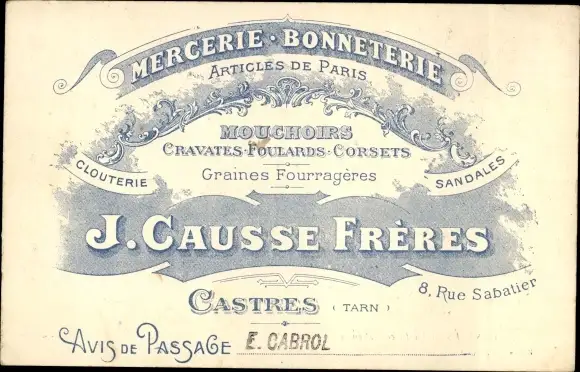 MERCERIE · BONNETERIE
ARTICLES DE PARIS
MOUCHOIRS
CRAVATES · FOULARDS · CORSETS
CLOUTERIE
Graines Fourragères
SANDALES
J. CAUSSE FRÈRES
8, Rue Sabatier
CASTRES (TARN)
AVIS DE PASSAGE E. CABROL